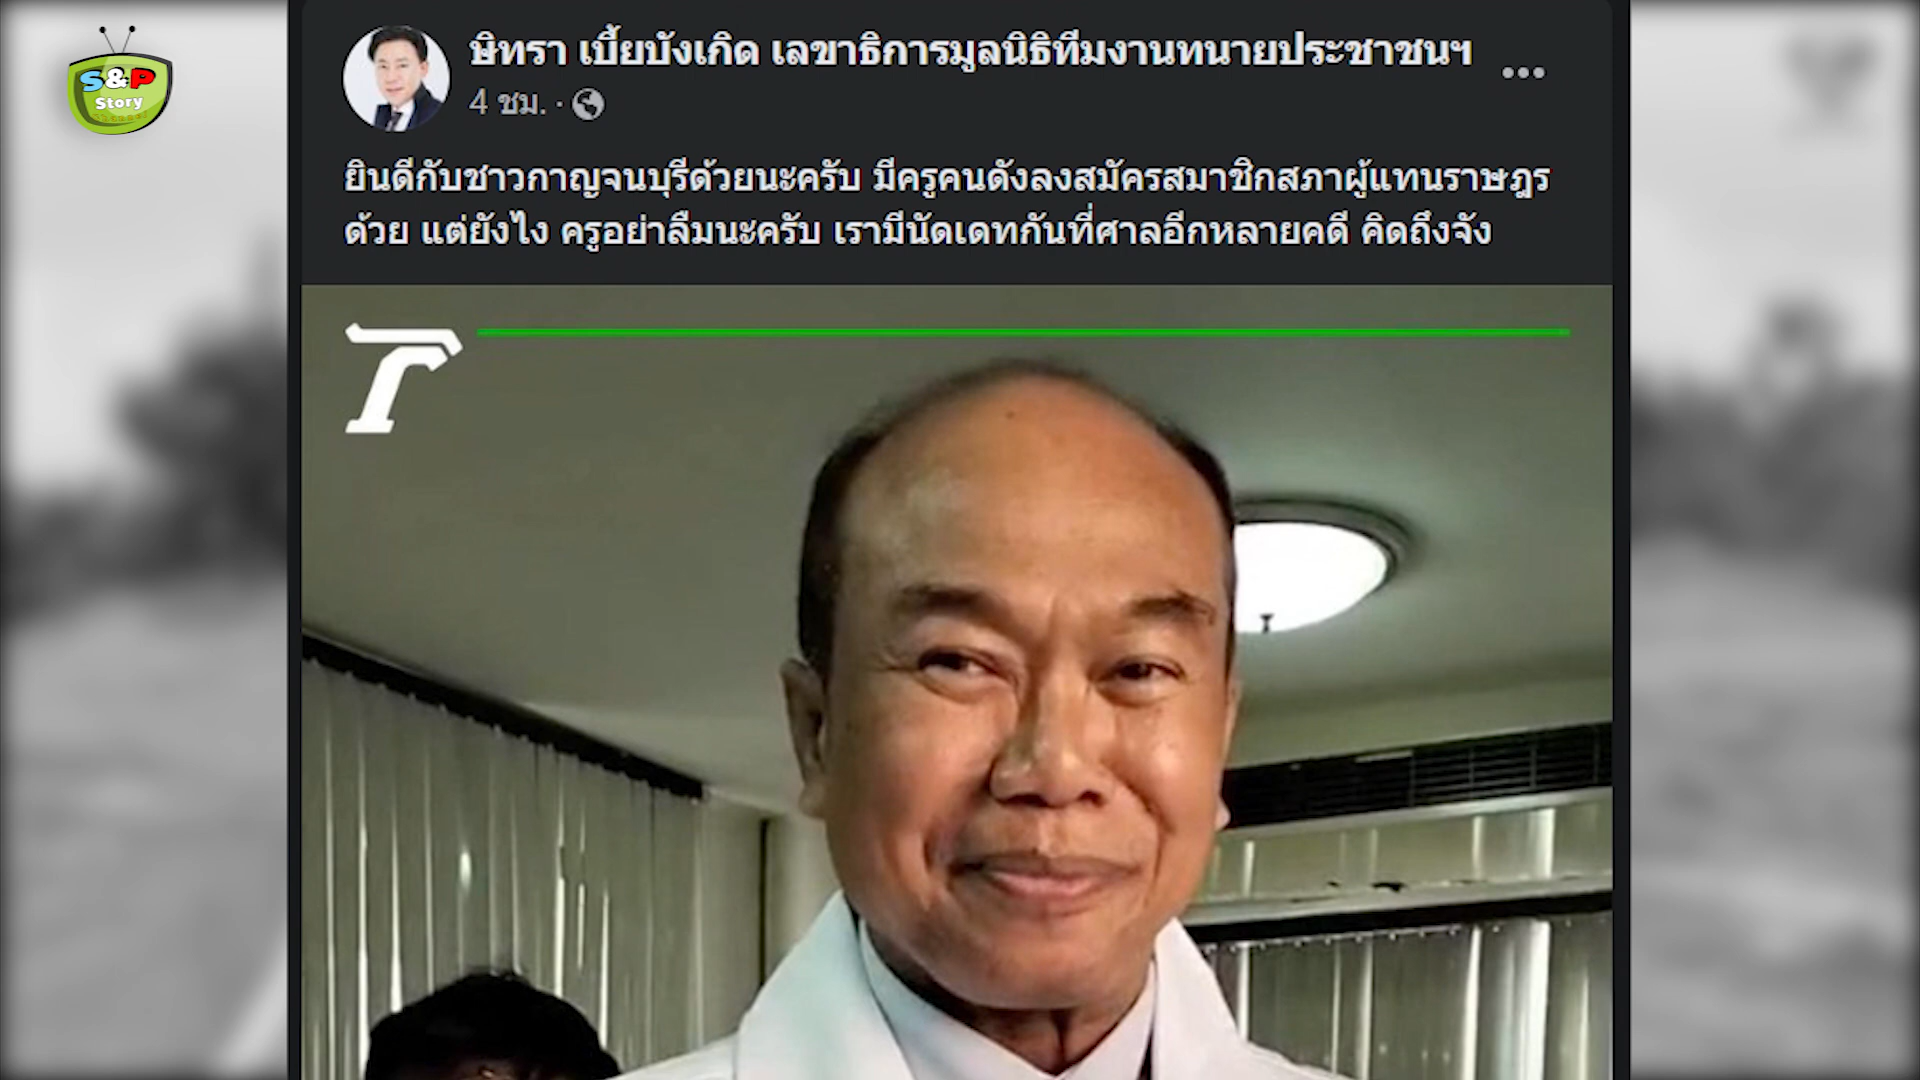 S&P
Story
Channel
ษิทรา เบี้ยบังเกิด เลขาธิการมูลนิธิทีมงานทนายประชาชนฯ
4 ชม. ·
ยินดีกับชาวกาญจนบุรีด้วยนะครับ มีครูคนดังลงสมัครสมาชิกสภาผู้แทนราษฎร
ด้วย แต่ยังไง ครูอย่าลืมนะครับ เรามีนัดเดทกันที่ศาลอีกหลายคดี คิดถึงจัง